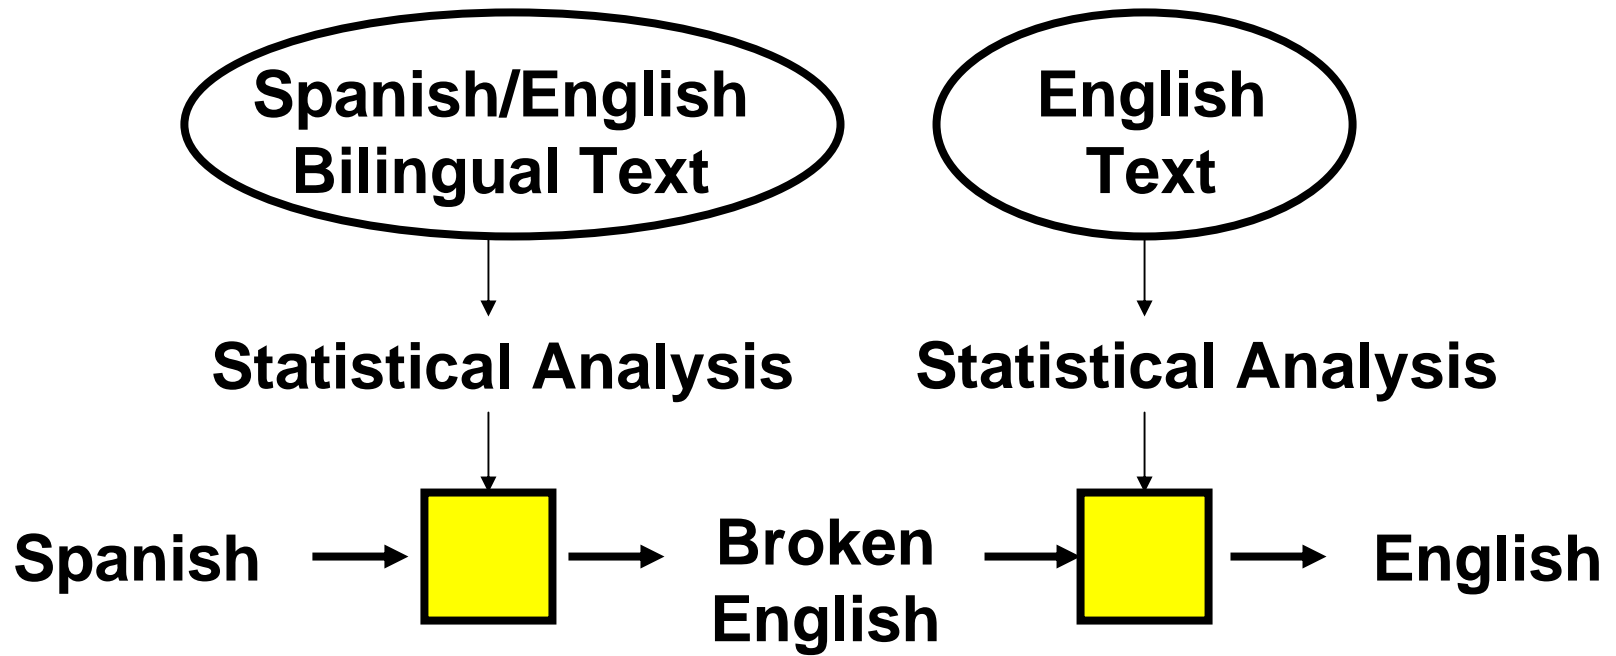 Spanish/English
Bilingual Text
English
Text
Statistical Analysis
Statistical Analysis
Spanish
Broken
English
English